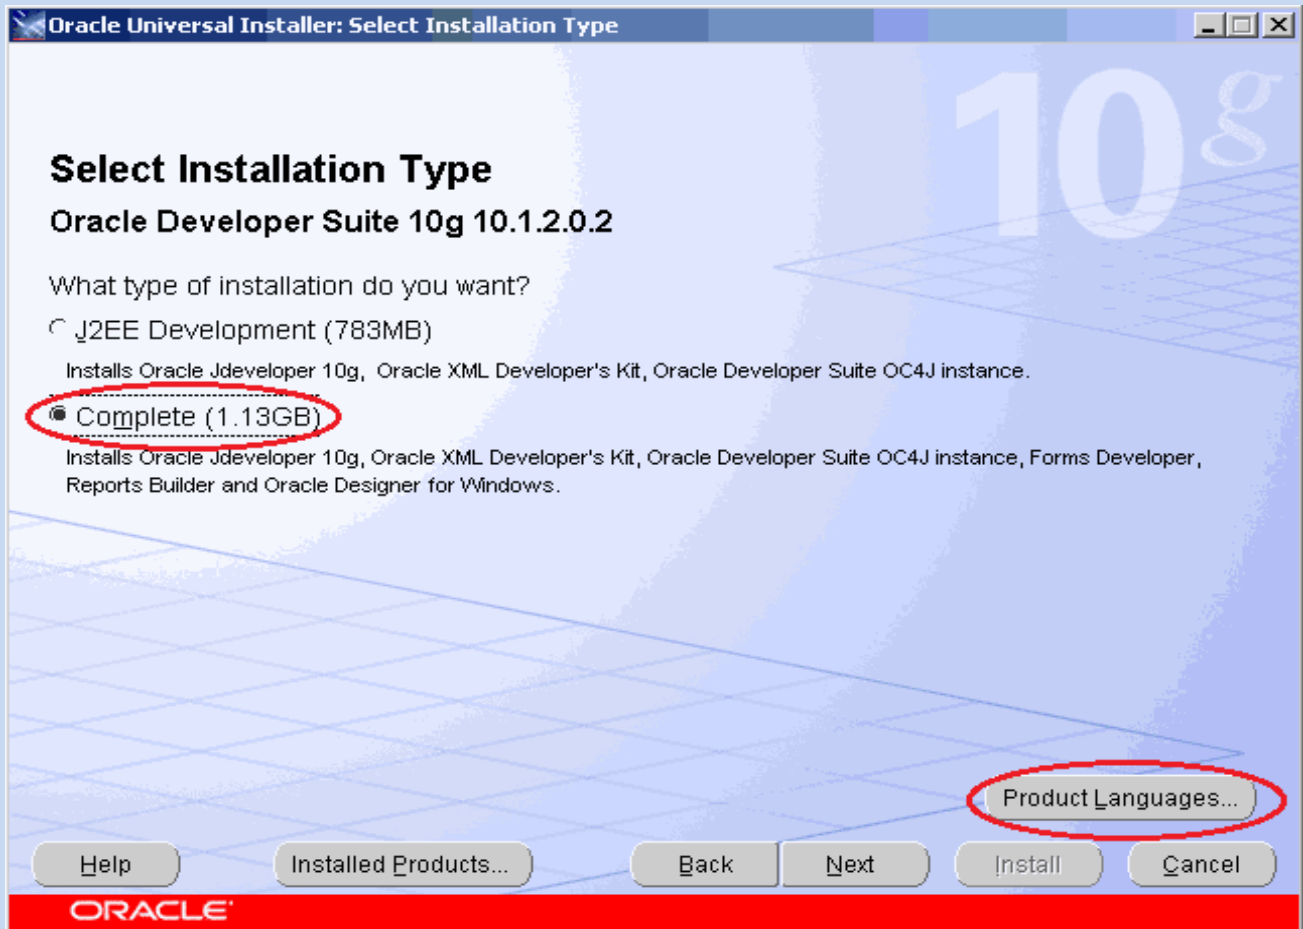 Oracle Universal Installer: Select Installation Type
10g
Select Installation Type
Oracle Developer Suite 10g 10.1.2.0.2
What type of installation do you want?
J2EE Development (783MB)
Installs Oracle Jdeveloper 10g, Oracle XML Developer's Kit, Oracle Developer Suite OC4J instance.
Complete (1.13GB)
Installs Oracle Jdeveloper 10g, Oracle XML Developer's Kit, Oracle Developer Suite OC4J instance, Forms Developer,
Reports Builder and Oracle Designer for Windows.
Product Languages...
Help Installed Products... Back Next Install Cancel
ORACLE